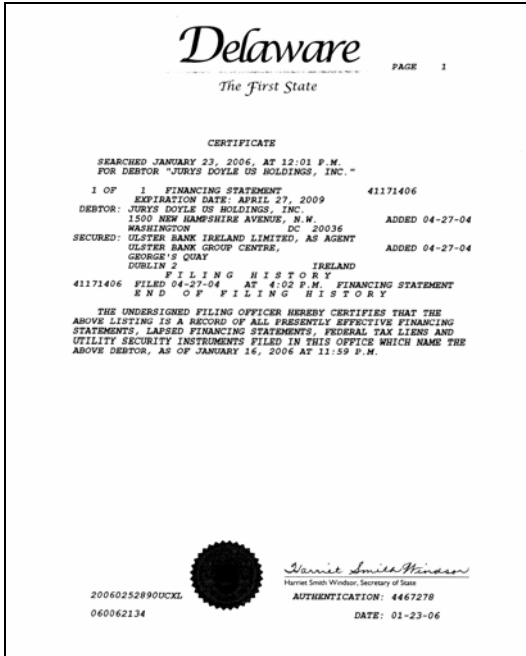 Delaware
PAGE 1
The First State
CERTIFICATE
SEARCHED JANUARY 23, 2006, AT 12:01 P.M.
FOR DEBTOR "JURYS DOYLE US HOLDINGS, INC."
1 OF 1 FINANCING STATEMENT 41171406
EXPIRATION DATE: APRIL 27, 2009
DEBTOR: JURYS DOYLE US HOLDINGS, INC.
1500 NEW HAMPSHIRE AVENUE, N.W. ADDED 04-27-04
WASHINGTON DC 20036
SECURED: ULSTER BANK IRELAND LIMITED, AS AGENT
ULSTER BANK GROUP CENTRE, ADDED 04-27-04
GEORGE'S QUAY
DUBLIN 2 IRELAND
F I L I N G H I S T O R Y
41171406 FILED 04-27-04 AT 4:02 P.M. FINANCING STATEMENT
E N D O F F I L I N G H I S T O R Y
THE UNDERSIGNED FILING OFFICER HEREBY CERTIFIES THAT THE
ABOVE LISTING IS A RECORD OF ALL PRESENTLY EFFECTIVE FINANCING
STATEMENTS, LAPSED FINANCING STATEMENTS, FEDERAL TAX LIENS AND
UTILITY SECURITY INSTRUMENTS FILED IN THIS OFFICE WHICH NAME THE
ABOVE DEBTOR, AS OF JANUARY 16, 2006 AT 11:59 P.M.
Harriet Smith Windsor
Harriet Smith Windsor, Secretary of State
20060252890UCXL
AUTHENTICATION: 4467278
060062134
DATE: 01-23-06